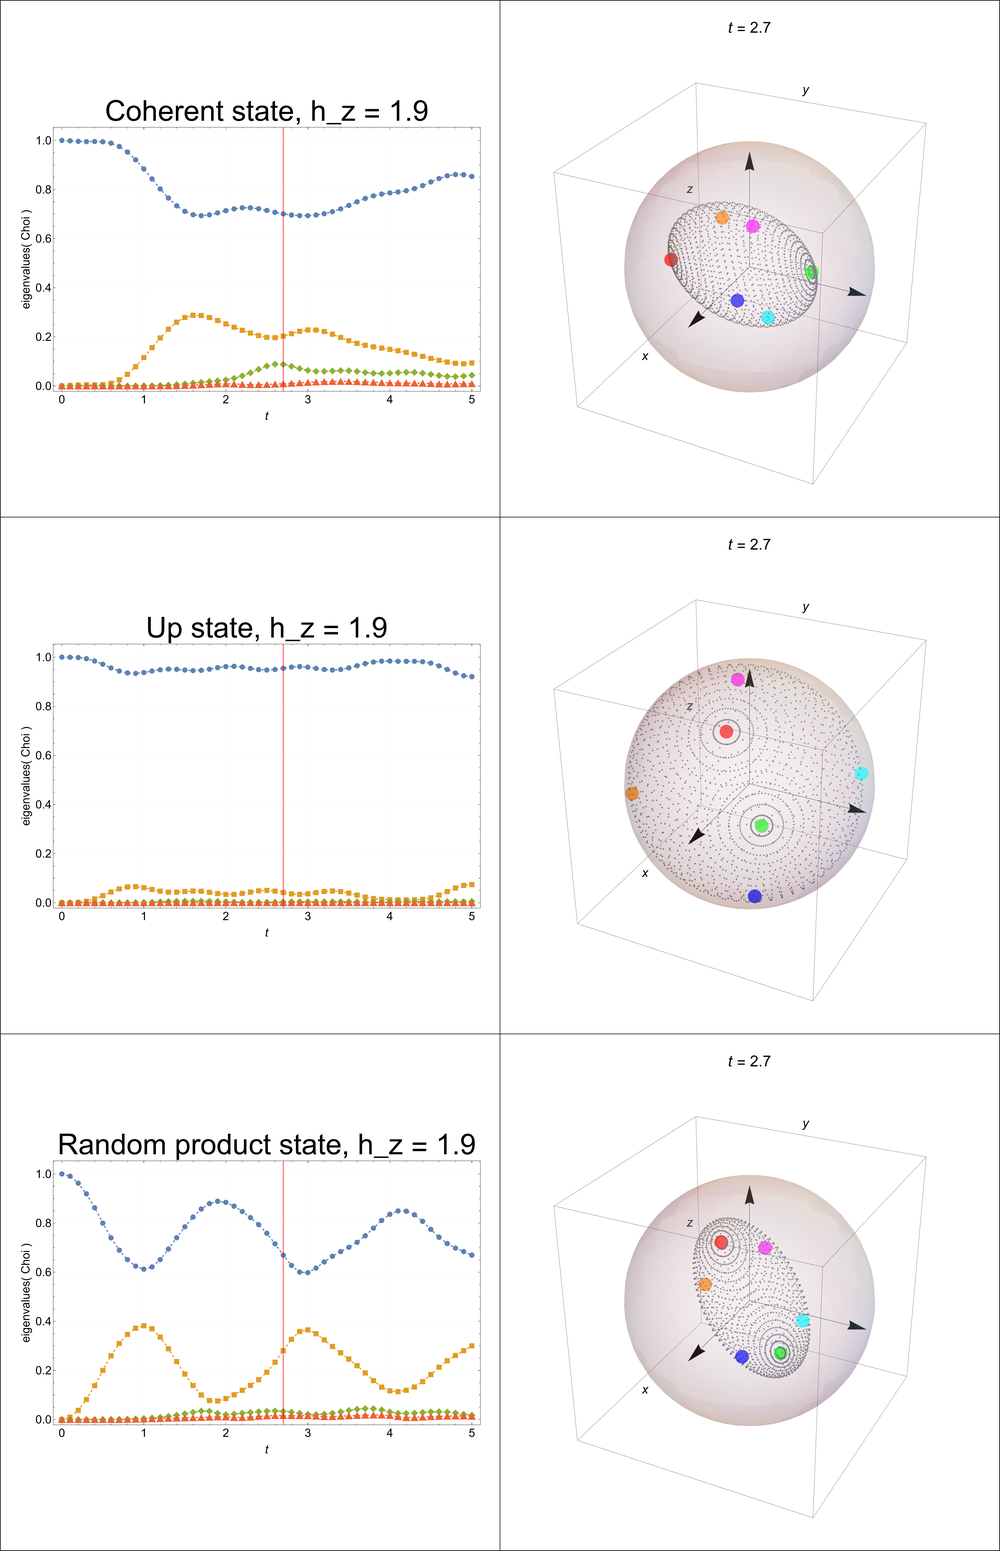 t = 2.7
Coherent state, h_z = 1.9
eigenvalues( Choi )
1.0
0.8
0.6
0.4
0.2
0.0
0 1 2 3 4 5
t
y
z
x
t = 2.7
Up state, h_z = 1.9
eigenvalues( Choi )
1.0
0.8
0.6
0.4
0.2
0.0
0 1 2 3 4 5
t
y
z
x
t = 2.7
Random product state, h_z = 1.9
eigenvalues( Choi )
1.0
0.8
0.6
0.4
0.2
0.0
0 1 2 3 4 5
t
y
z
x